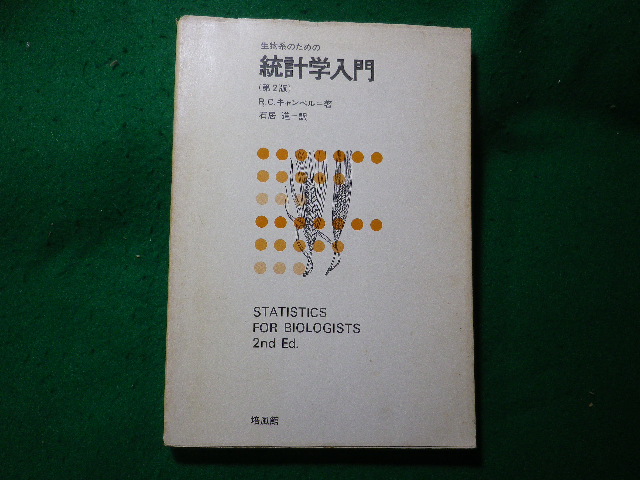 生物系のための
統計学入門
(第2版)
R.C.キャンベル＝著
石居 進＝訳
STATISTICS
FOR BIOLOGISTS
2nd Ed.
培風館